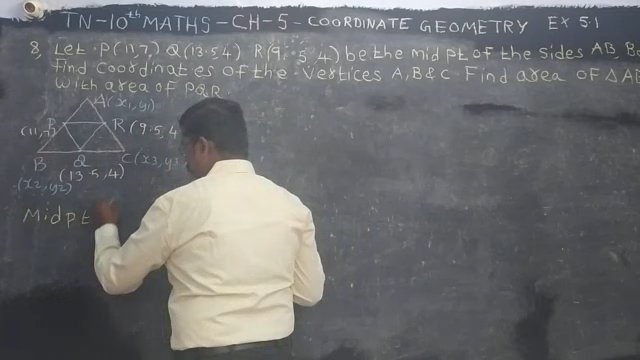 TN-10th MATHS-CH-5-COORDINATE GEOMETRY EX 5.1
8, Let P(11,7) Q(13.5,4) R(9.5,4) be the mid pt of the sides AB, B
Find coordinates of the vertices A,B&C Find area of △AB
with area of PQR
A(x1,y1)
P
(11,7)
R(9.5,4
B
Q
C(x3,y3
(13.5,4)
(x2,y2)
Midpt